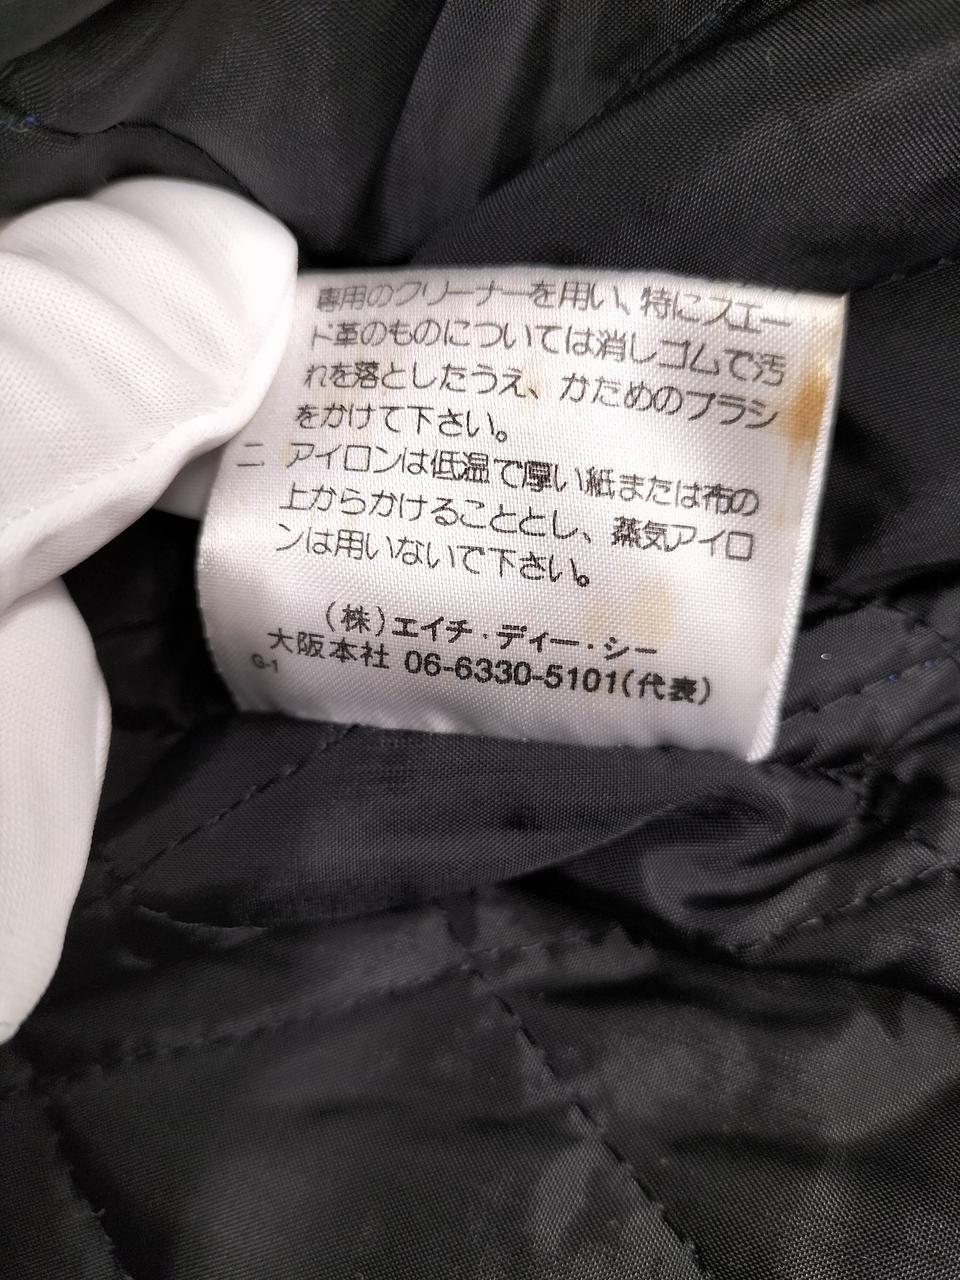 専用のクリーナーを用い、特にスエー
ド革のものについては消しゴムで汚
れを落としたうえ、かためのブラシ
をかけて下さい。
ニ アイロンは低温で厚い紙または布の
上からかけることとし、蒸気アイロ
ンは用いないで下さい。
(株)エイチ・ディー・シー
大阪本社 06-6330-5101(代表)
G-1